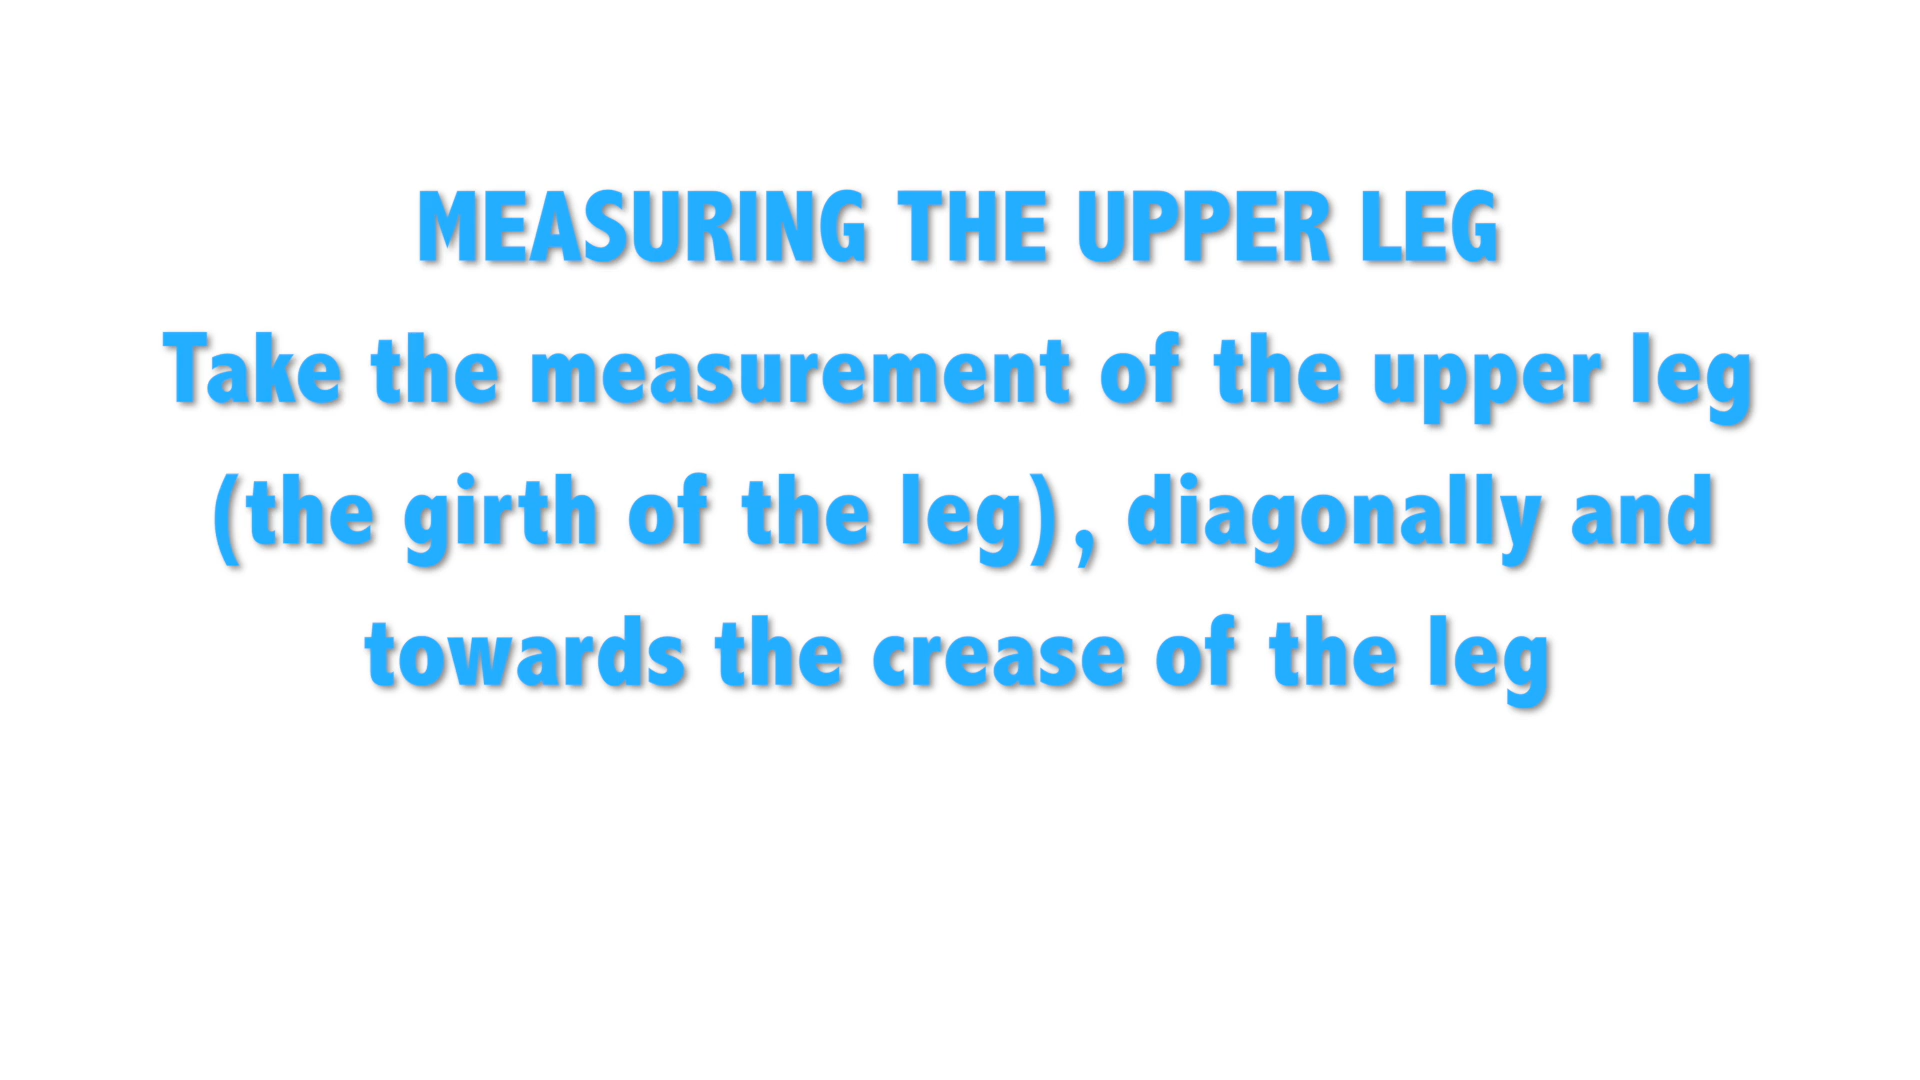 MEASURING THE UPPER LEG
Take the measurement of the upper leg
(the girth of the leg), diagonally and
towards the crease of the leg